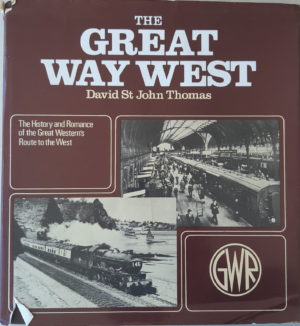 THE
GREAT
WAY WEST
David St John Thomas
The History and Romance
of the Great Western's
Route to the West
145
GWR